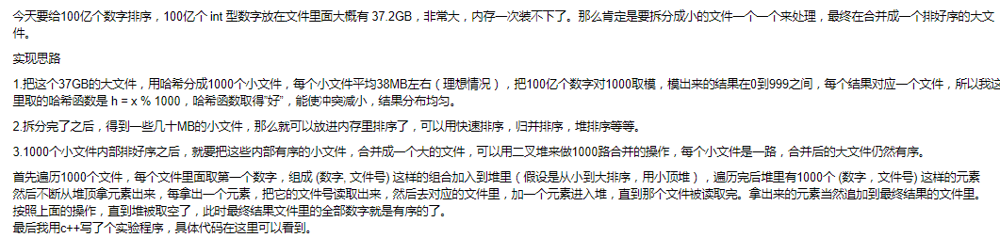 今天要给100亿个数字排序，100亿个 int 型数字放在文件里面大概有 37.2GB，非常大，内存一次装不下了。那么肯定是要拆分成小的文件一个一个来处理，最终在合并成一个排好序的大文
件。
实现思路
1.把这个37GB的大文件，用哈希分成1000个小文件，每个小文件平均38MB左右（理想情况），把100亿个数字对1000取模，模出来的结果在0到999之间，每个结果对应一个文件，所以我这
里取的哈希函数是 h = x % 1000，哈希函数取得"好"，能使冲突减小，结果分布均匀。
2.拆分完了之后，得到一些几十MB的小文件，那么就可以放进内存里排序了，可以用快速排序，归并排序，堆排序等等。
3.1000个小文件内部排好序之后，就要把这些内部有序的小文件，合并成一个大的文件，可以用二叉堆来做1000路合并的操作，每个小文件是一路，合并后的大文件仍然有序。
首先遍历1000个文件，每个文件里面取第一个数字，组成 (数字, 文件号) 这样的组合加入到堆里（假设是从小到大排序，用小顶堆），遍历完后堆里有1000个 (数字，文件号) 这样的元素
然后不断从堆顶拿元素出来，每拿出一个元素，把它的文件号读取出来，然后去对应的文件里，加一个元素进入堆，直到那个文件被读取完。拿出来的元素当然追加到最终结果的文件里。
按照上面的操作，直到堆被取空了，此时最终结果文件里的全部数字就是有序的了。
最后我用c++写了个实验程序，具体代码在这里可以看到。